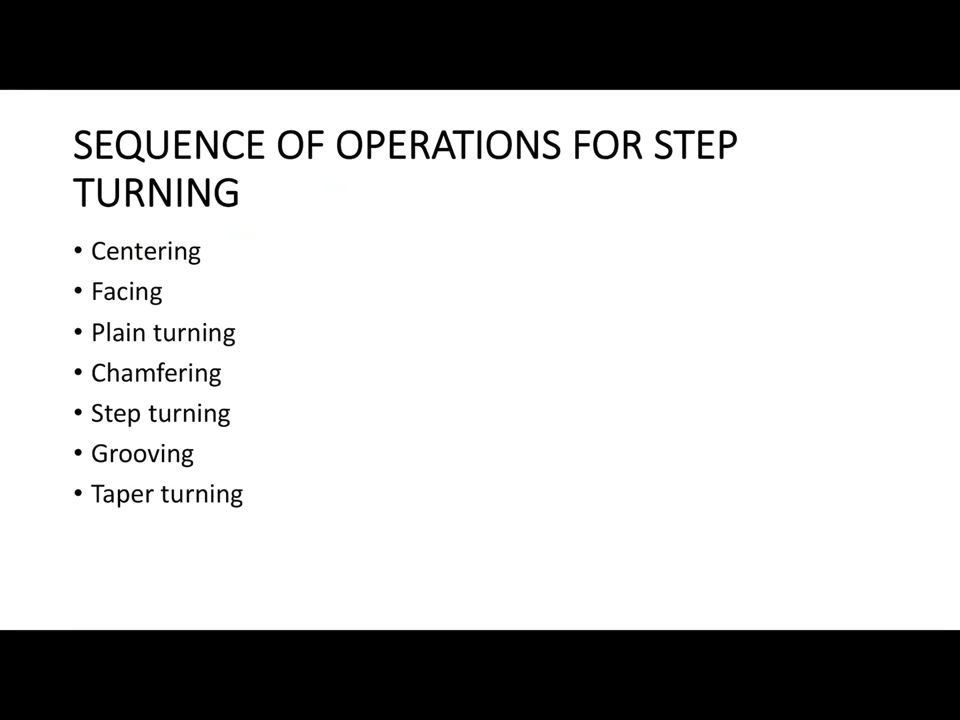 SEQUENCE OF OPERATIONS FOR STEP
TURNING
• Centering
• Facing
• Plain turning
• Chamfering
• Step turning
• Grooving
• Taper turning